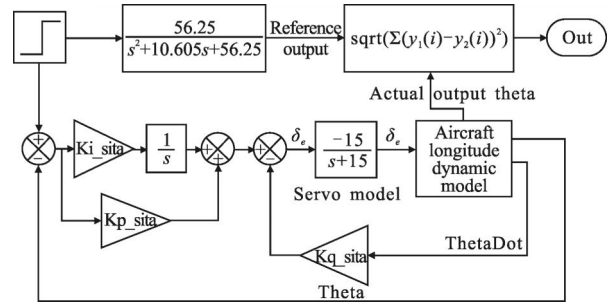 56.25
s²+10.605s+56.25
Reference
output
sqrt(Σ(y₁(i)−y₂(i))²)
Out
Actual output theta
+
−
Ki_sita
1
s
+
+
+
−
δₑ
−15
s+15
δₑ
Servo model
Aircraft
longitude
dynamic
model
Kp_sita
Kq_sita
ThetaDot
Theta